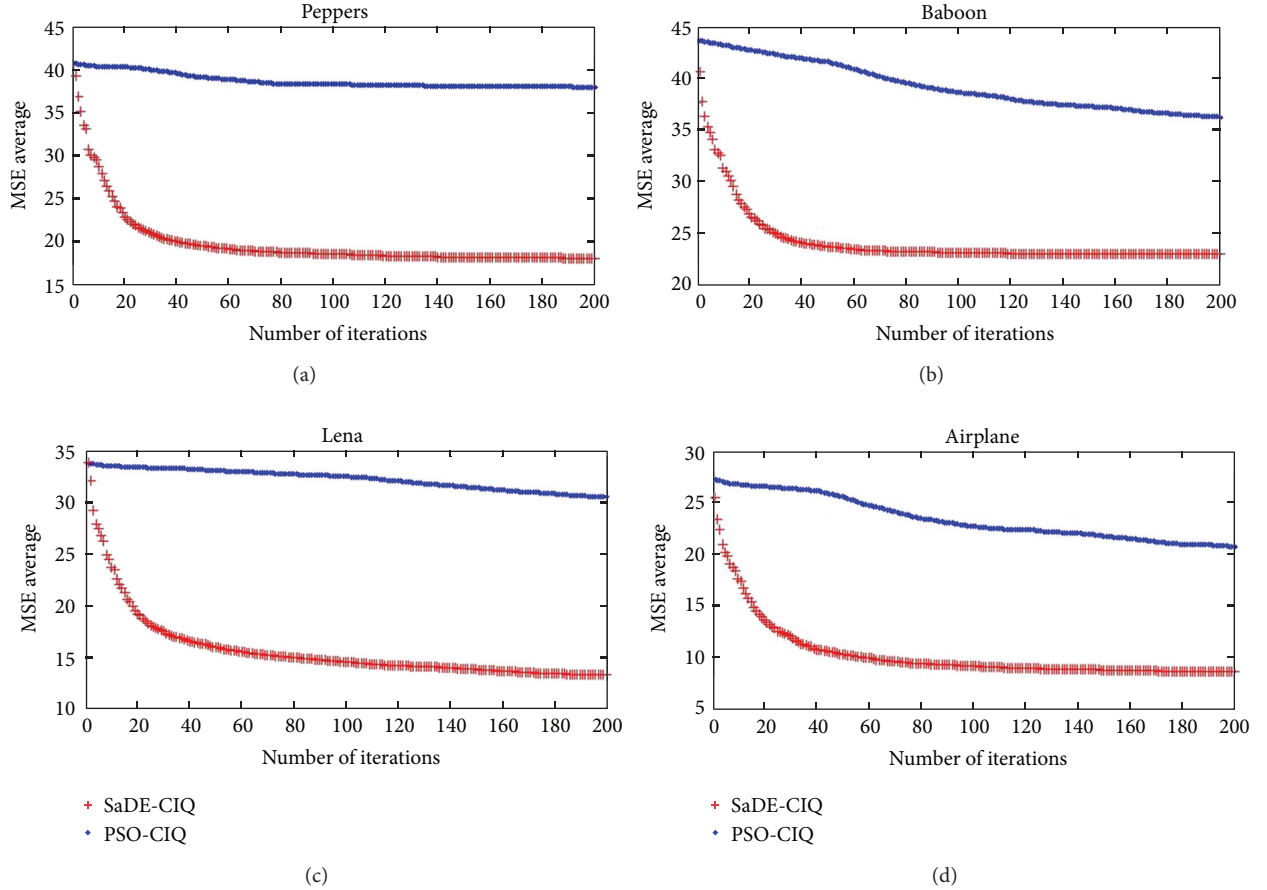 Peppers
45
40
35
30
25
20
15
MSE average
0 20 40 60 80 100 120 140 160 180 200
Number of iterations
(a)
Baboon
45
40
35
30
25
20
MSE average
0 20 40 60 80 100 120 140 160 180 200
Number of iterations
(b)
Lena
35
30
25
20
15
10
MSE average
0 20 40 60 80 100 120 140 160 180 200
Number of iterations
SaDE-CIQ
PSO-CIQ
(c)
Airplane
30
25
20
15
10
5
MSE average
0 20 40 60 80 100 120 140 160 180 200
Number of iterations
SaDE-CIQ
PSO-CIQ
(d)